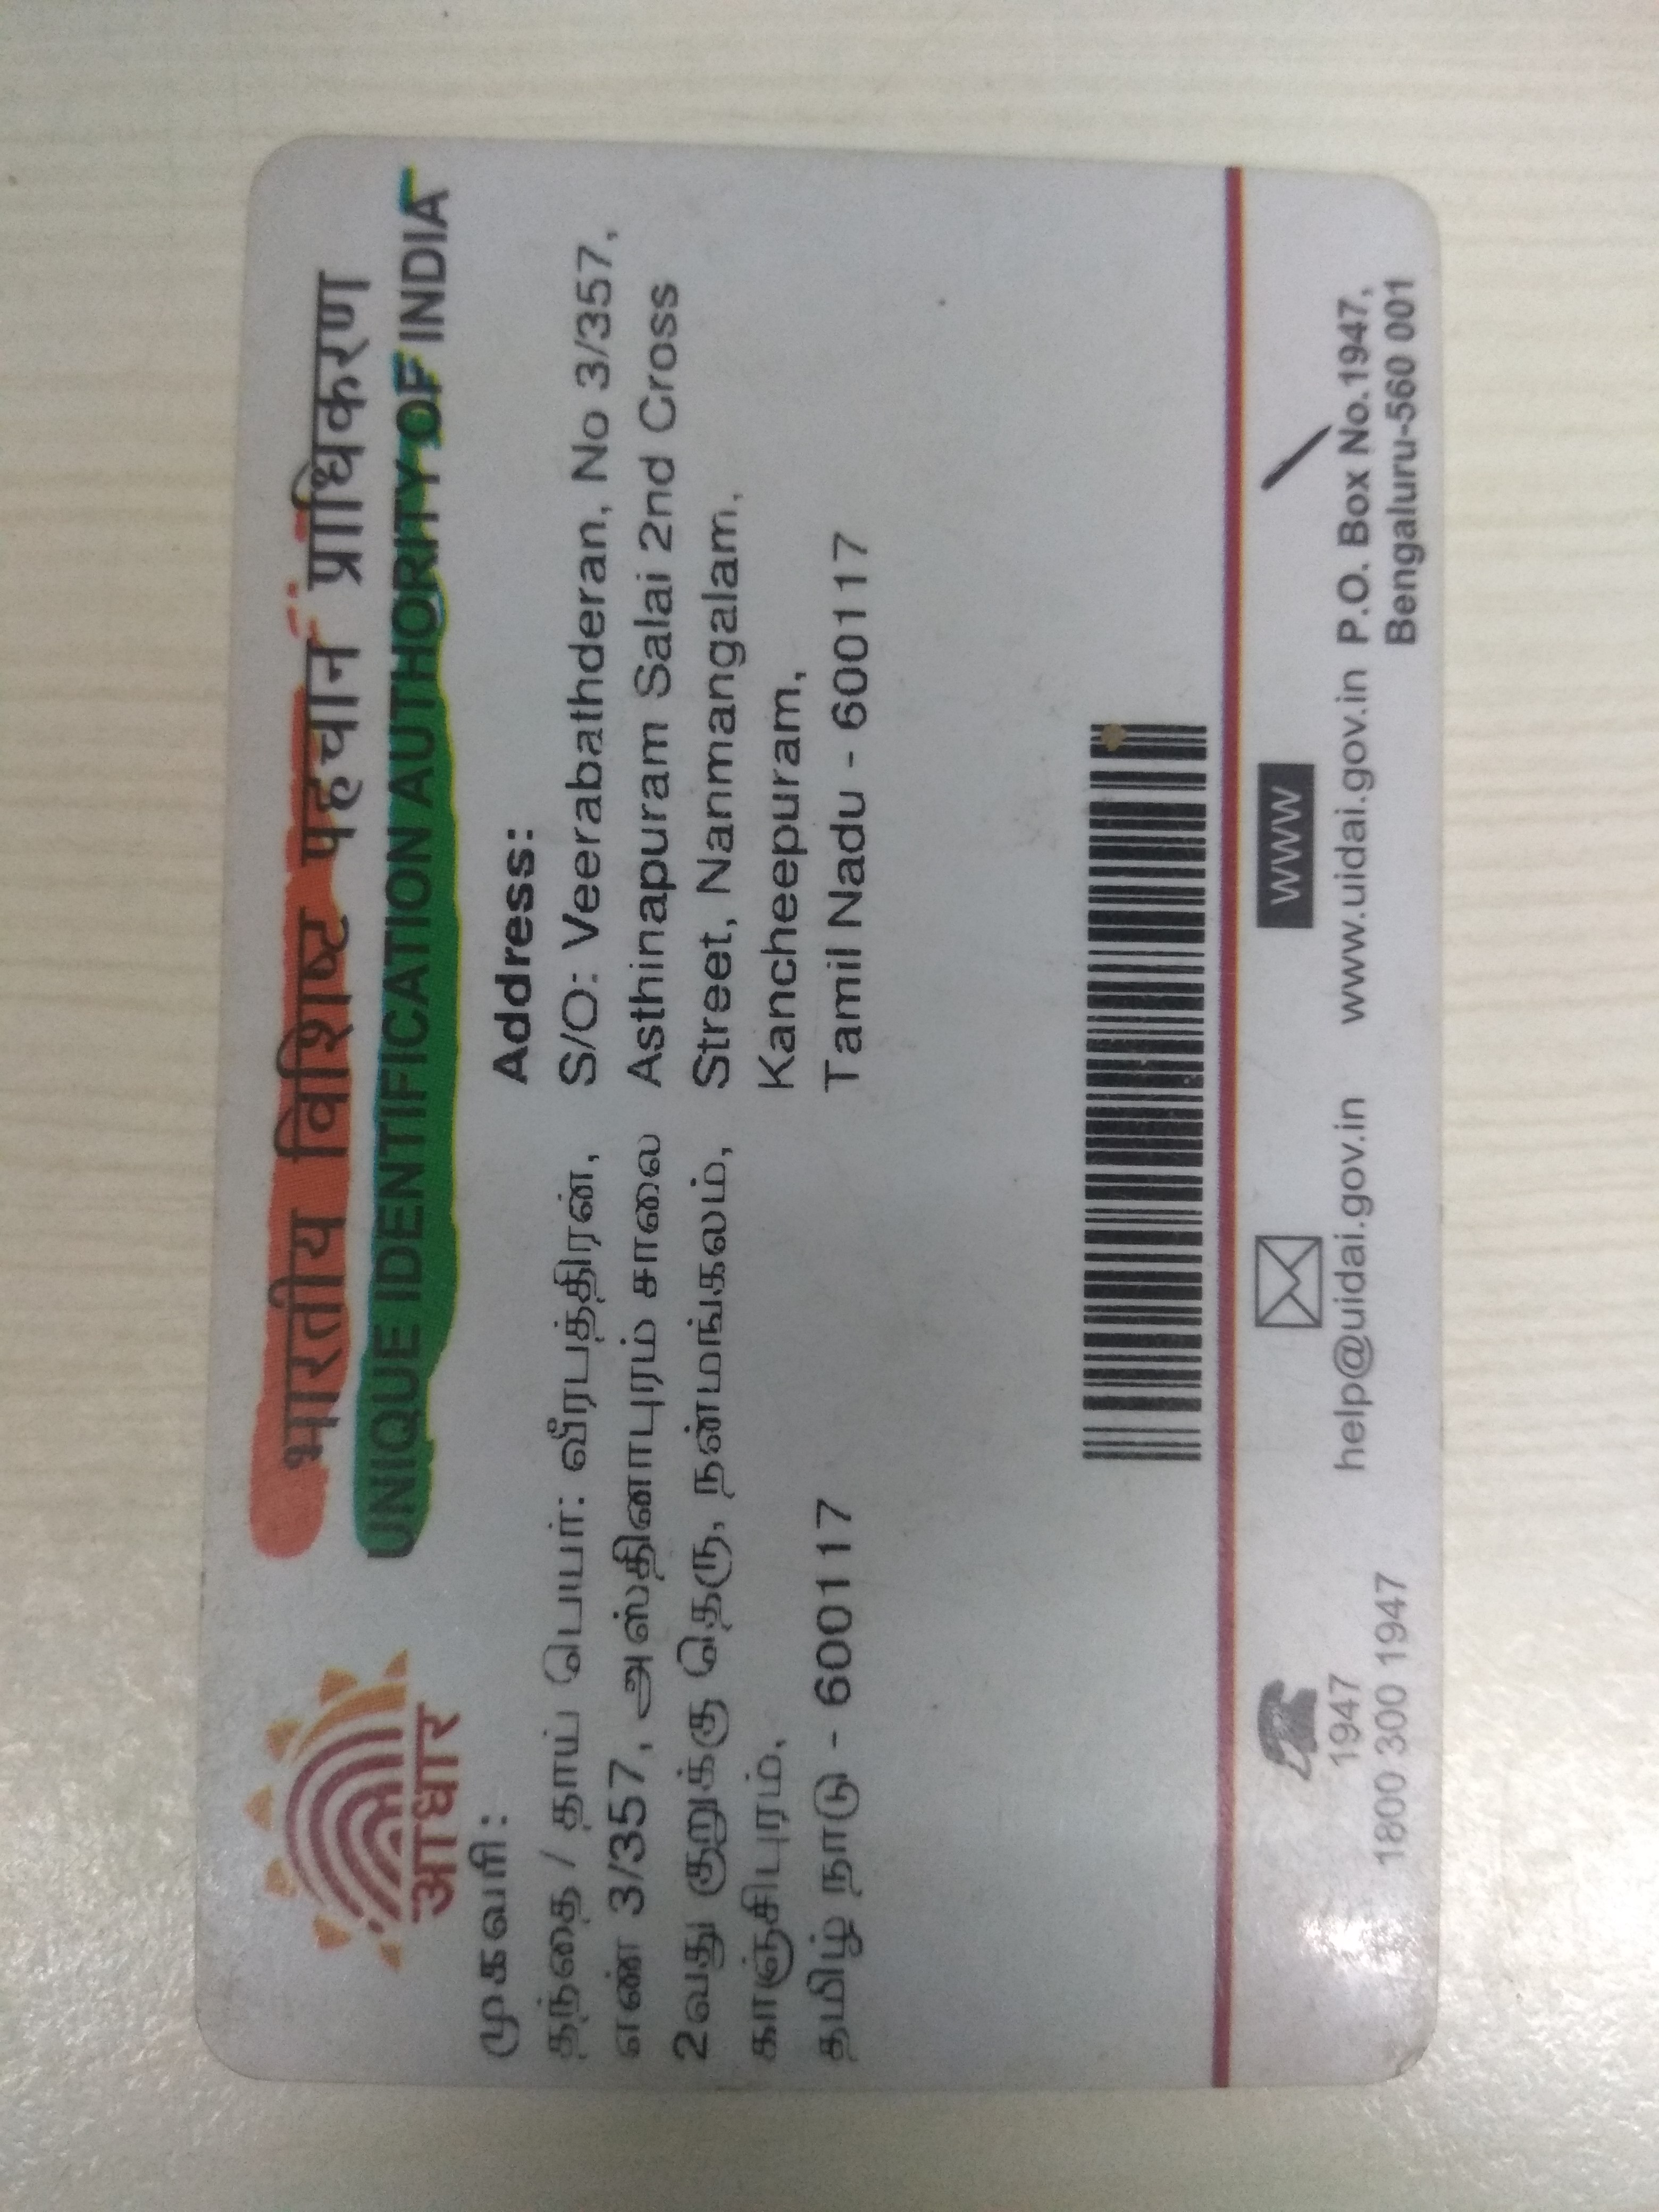 भारतीय विशिष्ट पहचान प्राधिकरण
UNIQUE IDENTIFICATION AUTHORITY OF INDIA
आधार
முகவரி:
தந்தை / தாய் பெயர்: வீரபத்திரன்,
எண் 3/357, அஸ்தினாபுரம் சாலை
2வது குறுக்கு தெரு, நன்மங்கலம்,
காஞ்சிபுரம்,
தமிழ் நாடு - 600117
Address:
S/O: Veerabathderan, No 3/357,
Asthinapuram Salai 2nd Cross
Street, Nanmangalam,
Kancheepuram,
Tamil Nadu - 600117
1947
1800 300 1947
help@uidai.gov.in
WWW
www.uidai.gov.in
P.O. Box No.1947,
Bengaluru-560 001